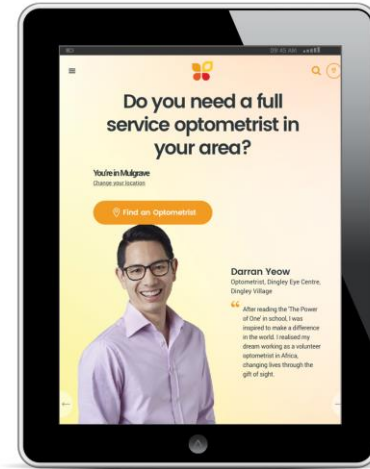 09:45 AM
Do you need a full
service optometrist in
your area?
You're in Mulgrave
Change your location
Find an Optometrist
Darran Yeow
Optometrist, Dingley Eye Centre,
Dingley Village
“
After reading the 'The Power
of One' in school, I was
inspired to make a difference
in the world. I realised my
dream working as a volunteer
optometrist in Africa,
changing lives through the
gift of sight.